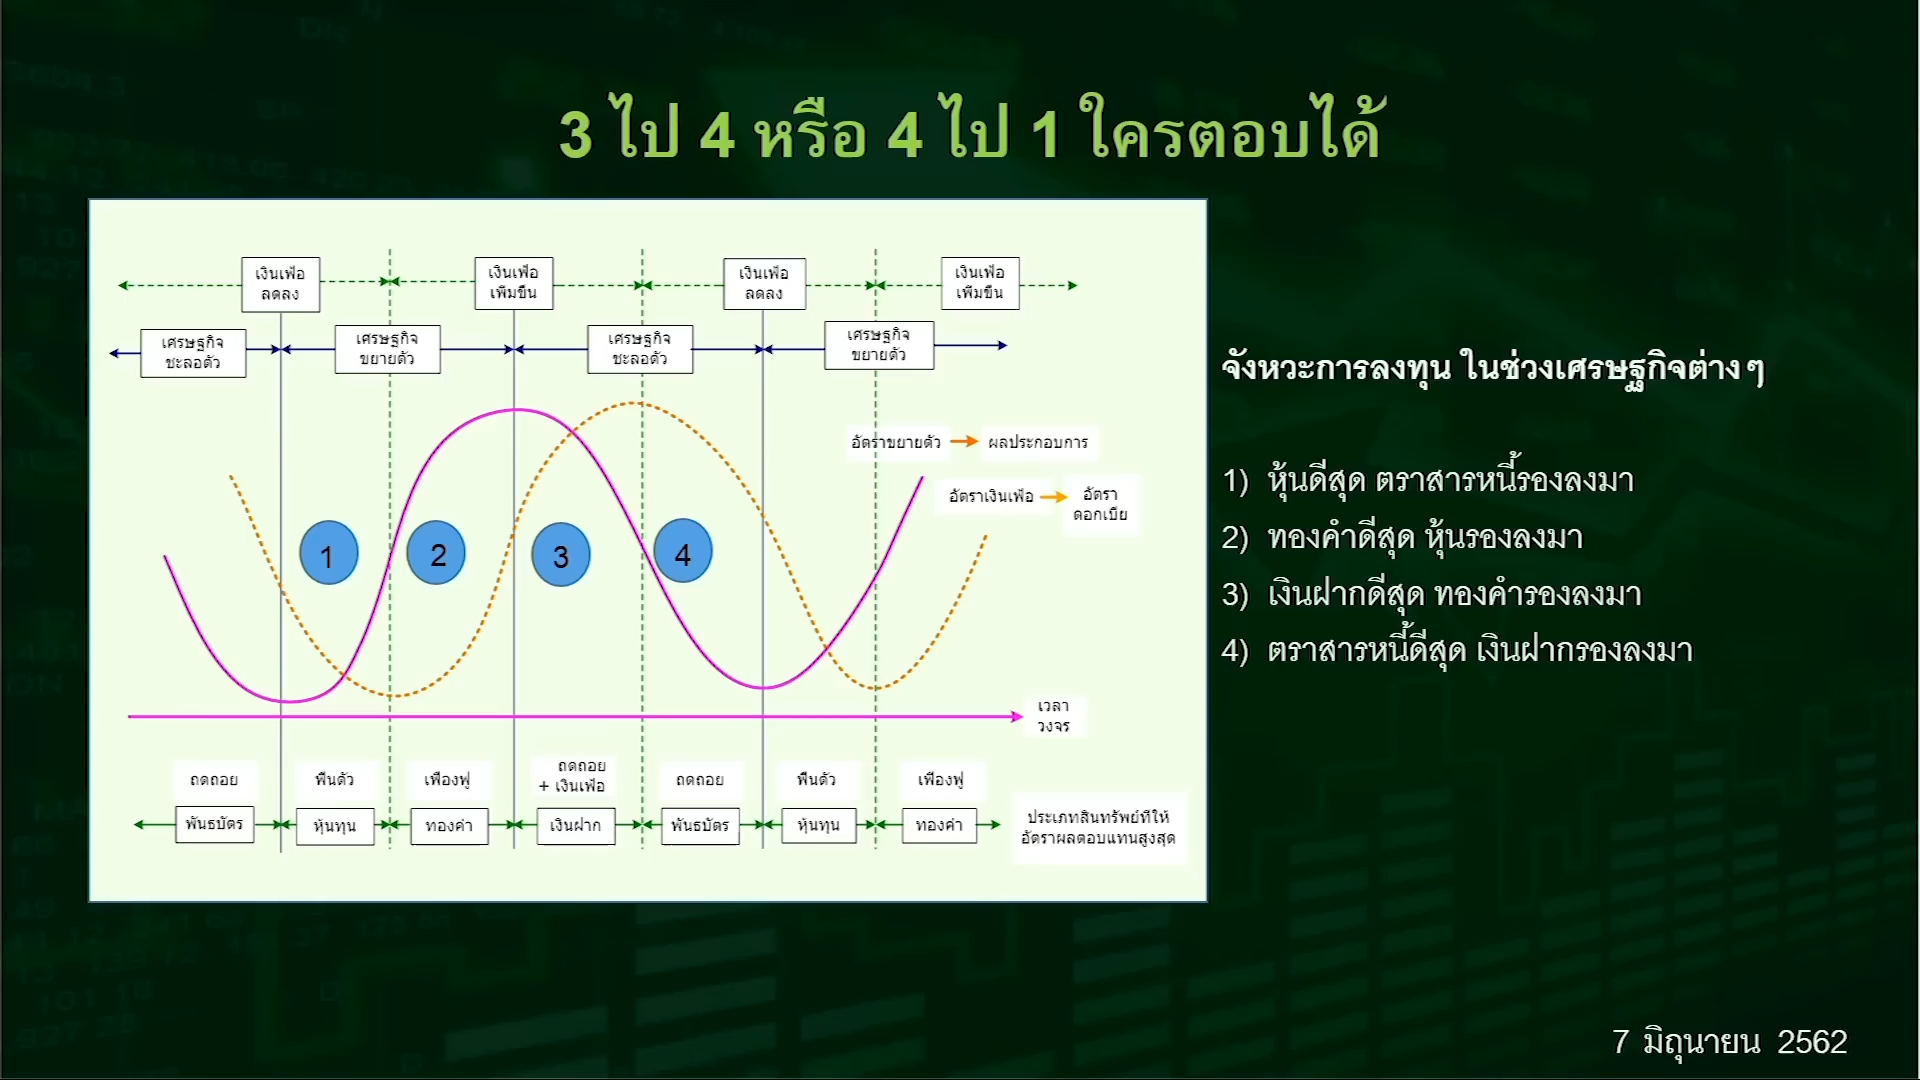 3 ไป 4 หรือ 4 ไป 1 ใครตอบได้
เงินเฟ้อ
ลดลง
เงินเฟ้อ
เพิ่มขึ้น
เงินเฟ้อ
ลดลง
เงินเฟ้อ
เพิ่มขึ้น
เศรษฐกิจ
ชะลอตัว
เศรษฐกิจ
ขยายตัว
เศรษฐกิจ
ชะลอตัว
เศรษฐกิจ
ขยายตัว
อัตราขยายตัว
ผลประกอบการ
อัตราเงินเฟ้อ
อัตรา
ดอกเบี้ย
1
2
3
4
เวลา
วงจร
ถดถอย
ฟื้นตัว
เฟื่องฟู
ถดถอย
+ เงินเฟ้อ
ถดถอย
ฟื้นตัว
เฟื่องฟู
พันธบัตร
หุ้นทุน
ทองคำ
เงินฝาก
พันธบัตร
หุ้นทุน
ทองคำ
ประเภทสินทรัพย์ที่ให้
อัตราผลตอบแทนสูงสุด
จังหวะการลงทุน ในช่วงเศรษฐกิจต่างๆ
1) หุ้นดีสุด ตราสารหนี้รองลงมา
2) ทองคำดีสุด หุ้นรองลงมา
3) เงินฝากดีสุด ทองคำรองลงมา
4) ตราสารหนี้ดีสุด เงินฝากรองลงมา
7 มิถุนายน 2562